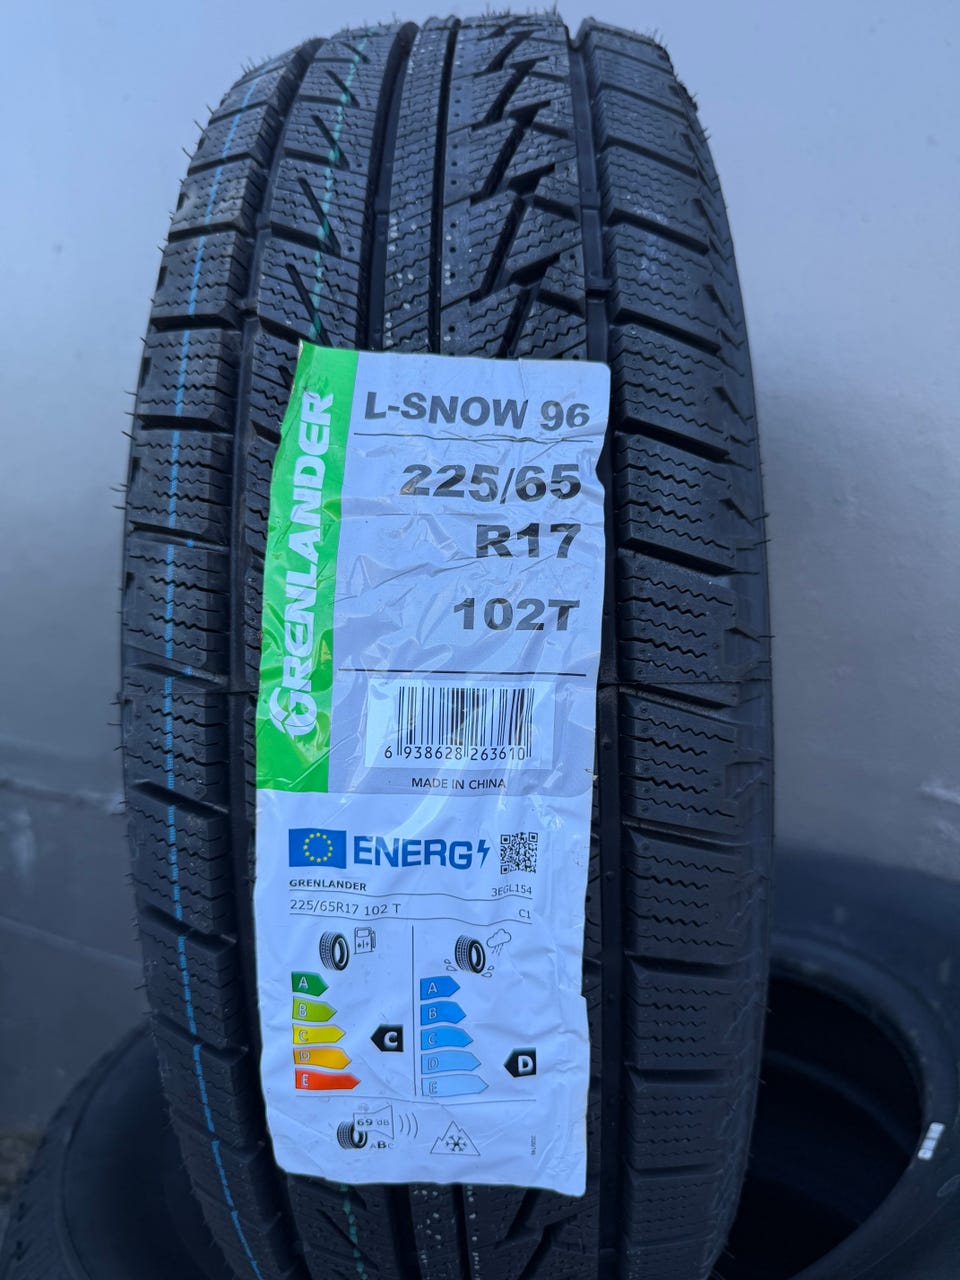 GRENLANDER
L-SNOW 96
225/65
R17
102T
6 938628 263610
MADE IN CHINA
ENERG
GRENLANDER 3EGL154
225/65R17 102 T C1
A A
B B
C C C
D D D
E E
69 dB
ABC